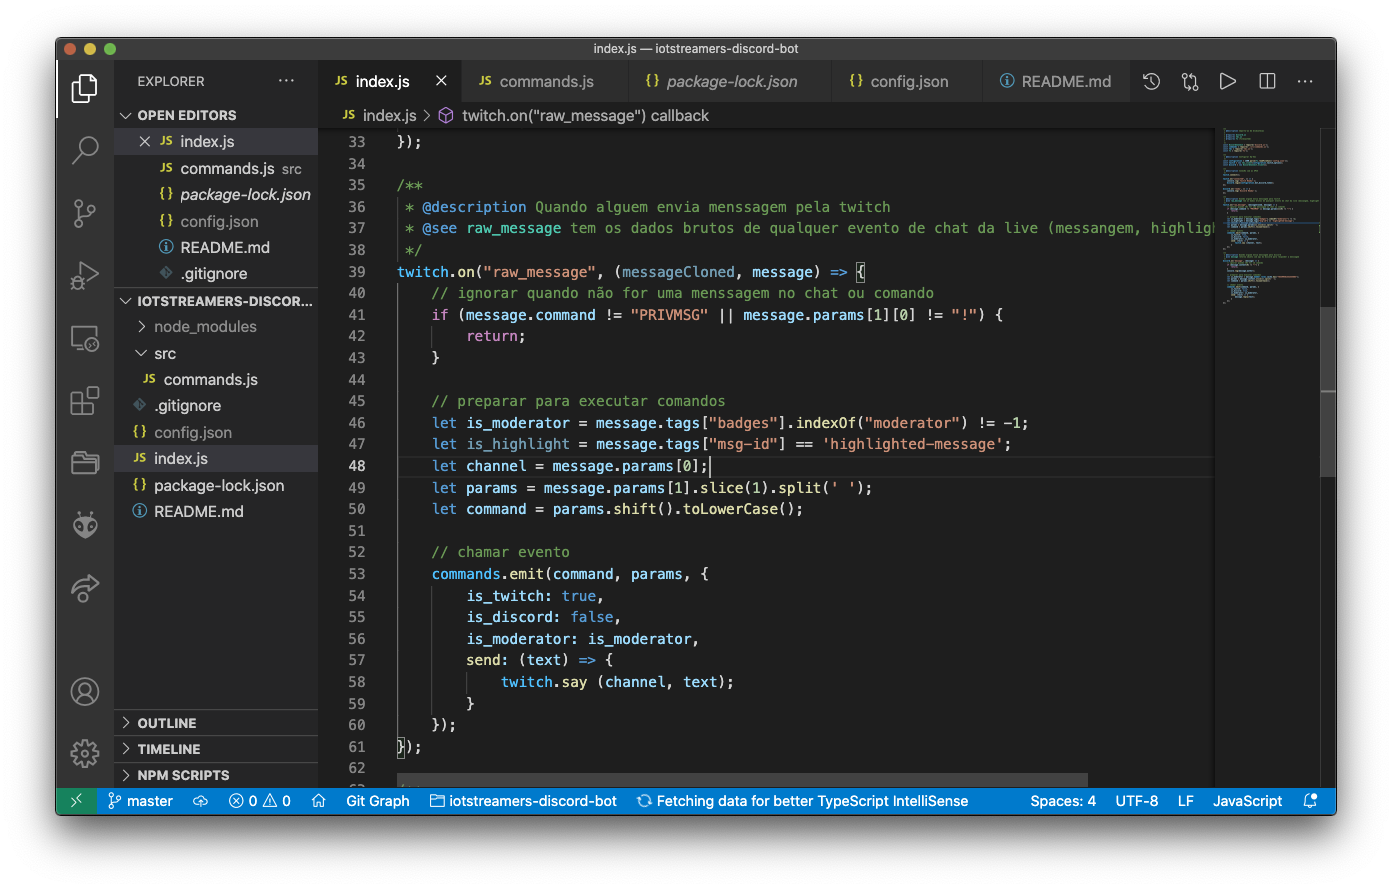 index.js — iotstreamers-discord-bot
EXPLORER
JS index.js
JS commands.js
{} package-lock.json
{} config.json
README.md
OPEN EDITORS
JS index.js
JS commands.js src
{} package-lock.json
{} config.json
README.md
.gitignore
IOTSTREAMERS-DISCOR...
node_modules
src
JS commands.js
.gitignore
{} config.json
JS index.js
{} package-lock.json
README.md
OUTLINE
TIMELINE
NPM SCRIPTS
JS index.js > twitch.on("raw_message") callback
33 });
34
35 /**
36 * @description Quando alguem envia menssagem pela twitch
37 * @see raw_message tem os dados brutos de qualquer evento de chat da live (messangem, highlig
38 */
39 twitch.on("raw_message", (messageCloned, message) => {
40 // ignorar quando não for uma menssagem no chat ou comando
41 if (message.command != "PRIVMSG" || message.params[1][0] != "!") {
42 return;
43 }
44
45 // preparar para executar comandos
46 let is_moderator = message.tags["badges"].indexOf("moderator") != -1;
47 let is_highlight = message.tags["msg-id"] == 'highlighted-message';
48 let channel = message.params[0];
49 let params = message.params[1].slice(1).split(' ');
50 let command = params.shift().toLowerCase();
51
52 // chamar evento
53 commands.emit(command, params, {
54 is_twitch: true,
55 is_discord: false,
56 is_moderator: is_moderator,
57 send: (text) => {
58 twitch.say (channel, text);
59 }
60 });
61 });
62
master
0
0
Git Graph
iotstreamers-discord-bot
Fetching data for better TypeScript IntelliSense
Spaces: 4
UTF-8
LF
JavaScript